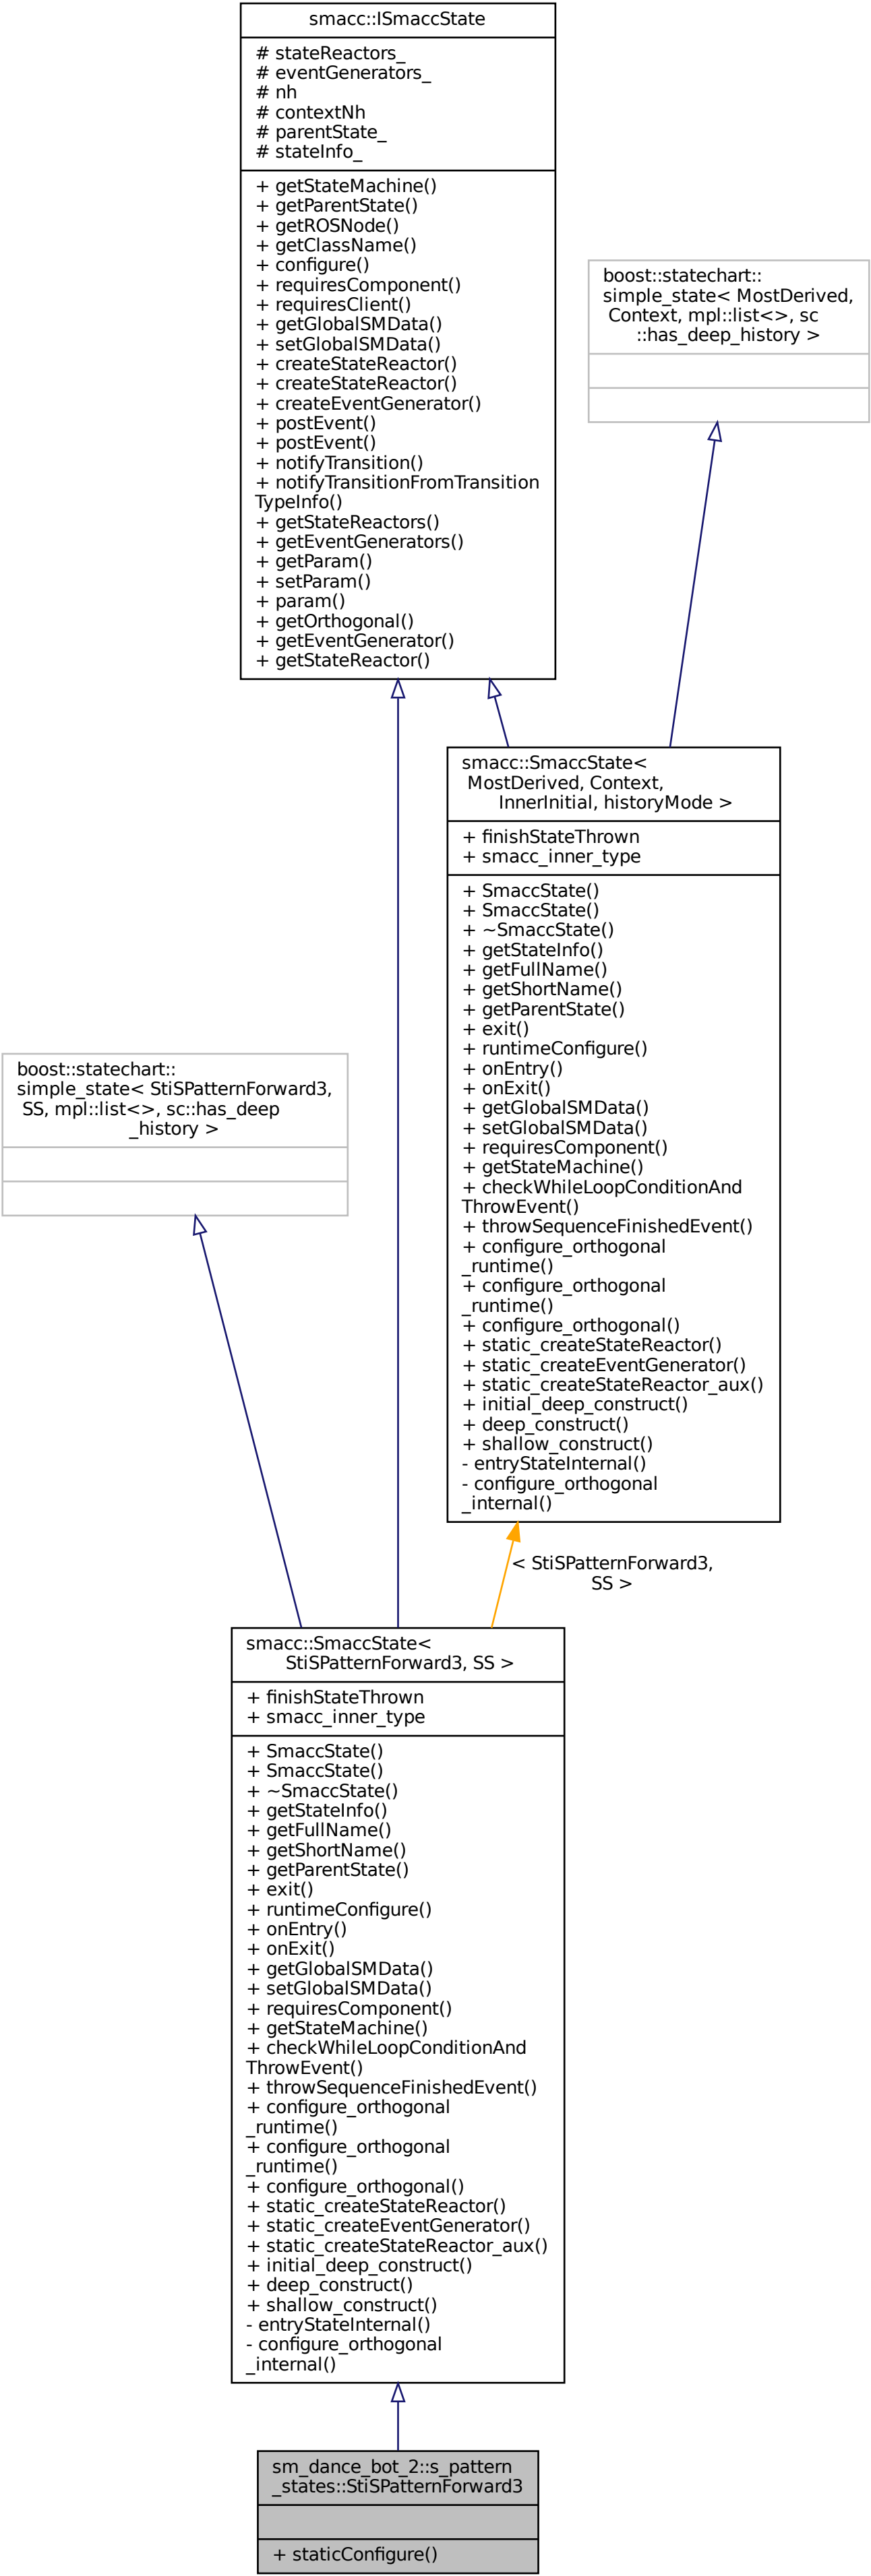 smacc::ISmaccState
# stateReactors_
# eventGenerators_
# nh
# contextNh
# parentState_
# stateInfo_
+ getStateMachine()
+ getParentState()
+ getROSNode()
+ getClassName()
+ configure()
+ requiresComponent()
+ requiresClient()
+ getGlobalSMData()
+ setGlobalSMData()
+ createStateReactor()
+ createStateReactor()
+ createEventGenerator()
+ postEvent()
+ postEvent()
+ notifyTransition()
+ notifyTransitionFromTransition
TypeInfo()
+ getStateReactors()
+ getEventGenerators()
+ getParam()
+ setParam()
+ param()
+ getOrthogonal()
+ getEventGenerator()
+ getStateReactor()
boost::statechart::
simple_state< MostDerived,
Context, mpl::list<>, sc
::has_deep_history >
smacc::SmaccState<
MostDerived, Context,
InnerInitial, historyMode >
+ finishStateThrown
+ smacc_inner_type
+ SmaccState()
+ SmaccState()
+ ~SmaccState()
+ getStateInfo()
+ getFullName()
+ getShortName()
+ getParentState()
+ exit()
+ runtimeConfigure()
+ onEntry()
+ onExit()
+ getGlobalSMData()
+ setGlobalSMData()
+ requiresComponent()
+ getStateMachine()
+ checkWhileLoopConditionAnd
ThrowEvent()
+ throwSequenceFinishedEvent()
+ configure_orthogonal
_runtime()
+ configure_orthogonal
_runtime()
+ configure_orthogonal()
+ static_createStateReactor()
+ static_createEventGenerator()
+ static_createStateReactor_aux()
+ initial_deep_construct()
+ deep_construct()
+ shallow_construct()
- entryStateInternal()
- configure_orthogonal
_internal()
boost::statechart::
simple_state< StiSPatternForward3,
SS, mpl::list<>, sc::has_deep
_history >
< StiSPatternForward3,
SS >
smacc::SmaccState<
StiSPatternForward3, SS >
+ finishStateThrown
+ smacc_inner_type
+ SmaccState()
+ SmaccState()
+ ~SmaccState()
+ getStateInfo()
+ getFullName()
+ getShortName()
+ getParentState()
+ exit()
+ runtimeConfigure()
+ onEntry()
+ onExit()
+ getGlobalSMData()
+ setGlobalSMData()
+ requiresComponent()
+ getStateMachine()
+ checkWhileLoopConditionAnd
ThrowEvent()
+ throwSequenceFinishedEvent()
+ configure_orthogonal
_runtime()
+ configure_orthogonal
_runtime()
+ configure_orthogonal()
+ static_createStateReactor()
+ static_createEventGenerator()
+ static_createStateReactor_aux()
+ initial_deep_construct()
+ deep_construct()
+ shallow_construct()
- entryStateInternal()
- configure_orthogonal
_internal()
sm_dance_bot_2::s_pattern
_states::StiSPatternForward3
+ staticConfigure()